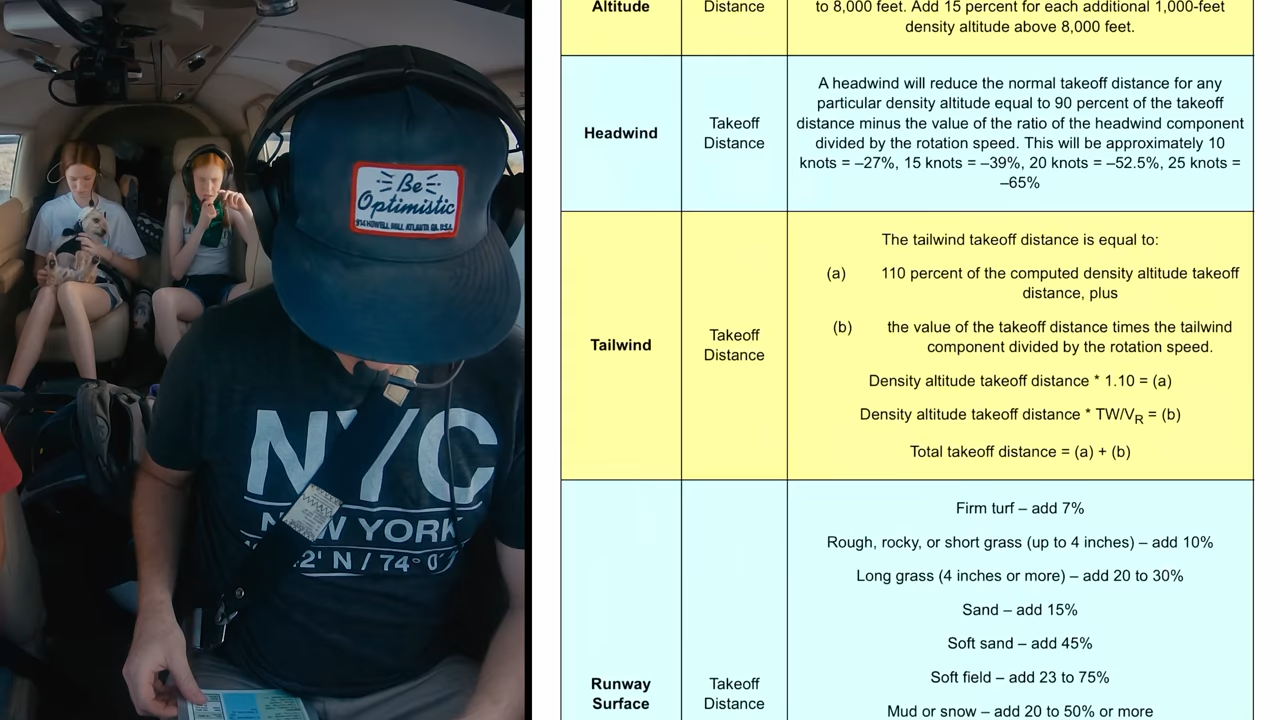 Be
Optimistic
914 HOWELL MILL ATLANTA GA. U.S.A.
NYC
NEW YORK
2' N / 74° 0'
Altitude
Distance
to 8,000 feet. Add 15 percent for each additional 1,000-feet
density altitude above 8,000 feet.
Headwind
Takeoff
Distance
A headwind will reduce the normal takeoff distance for any
particular density altitude equal to 90 percent of the takeoff
distance minus the value of the ratio of the headwind component
divided by the rotation speed. This will be approximately 10
knots = –27%, 15 knots = –39%, 20 knots = –52.5%, 25 knots =
–65%
Tailwind
Takeoff
Distance
The tailwind takeoff distance is equal to:
(a) 110 percent of the computed density altitude takeoff
distance, plus
(b) the value of the takeoff distance times the tailwind
component divided by the rotation speed.
Density altitude takeoff distance * 1.10 = (a)
Density altitude takeoff distance * TW/VR = (b)
Total takeoff distance = (a) + (b)
Runway
Surface
Takeoff
Distance
Firm turf – add 7%
Rough, rocky, or short grass (up to 4 inches) – add 10%
Long grass (4 inches or more) – add 20 to 30%
Sand – add 15%
Soft sand – add 45%
Soft field – add 23 to 75%
Mud or snow – add 20 to 50% or more